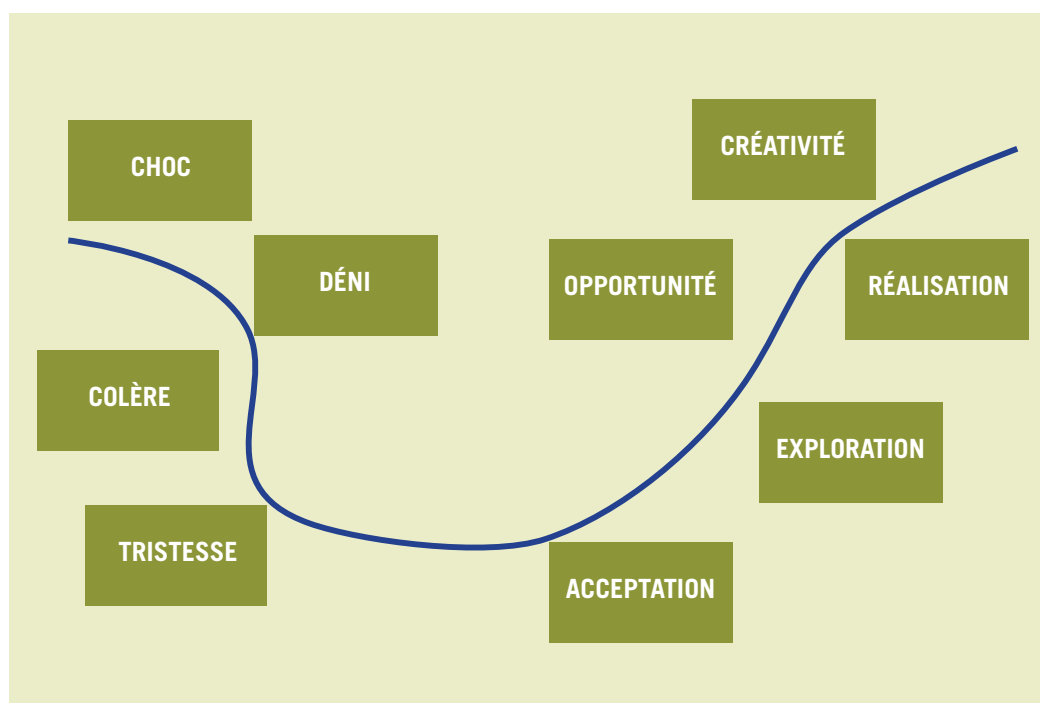 CHOC
DÉNI
COLÈRE
TRISTESSE
ACCEPTATION
EXPLORATION
OPPORTUNITÉ
RÉALISATION
CRÉATIVITÉ